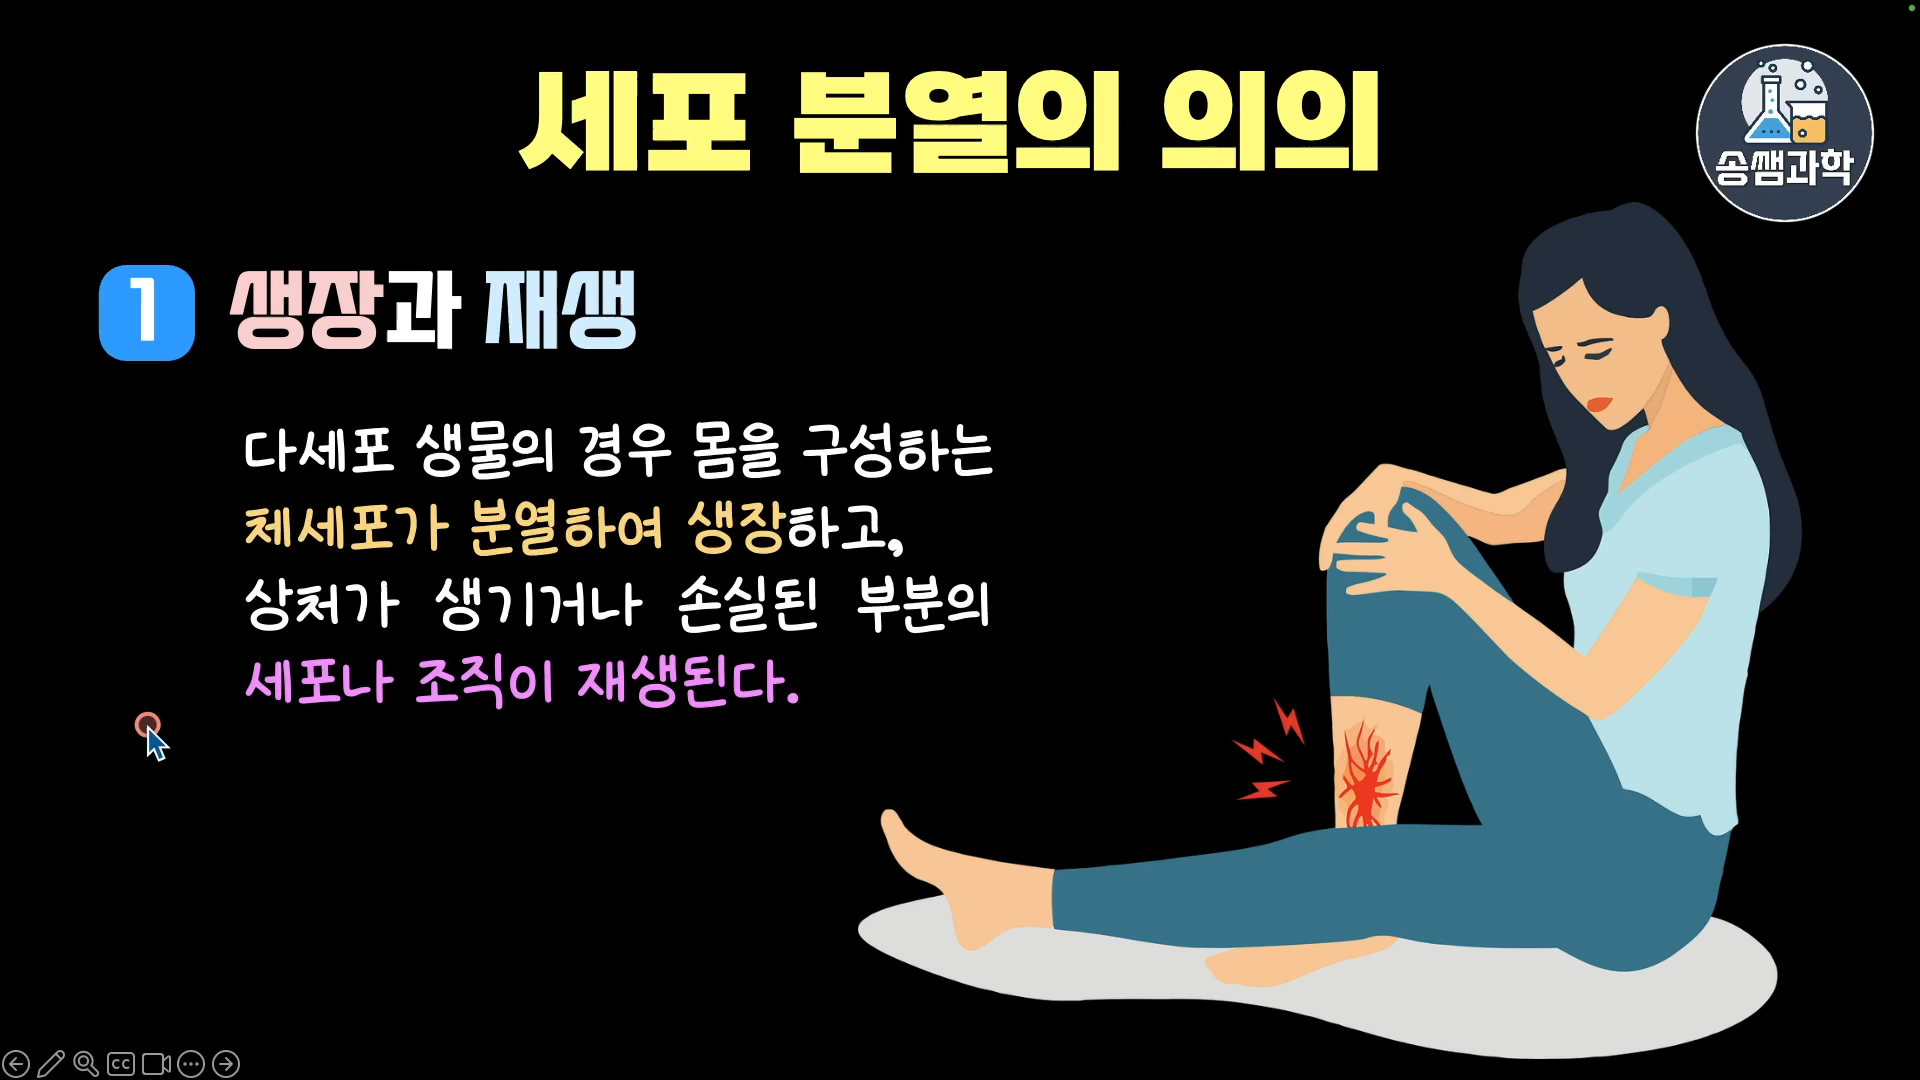 세포 분열의 의의
송쌤과학
1 생장과 재생
다세포 생물의 경우 몸을 구성하는
체세포가 분열하여 생장하고,
상처가 생기거나 손실된 부분의
세포나 조직이 재생된다.
CC